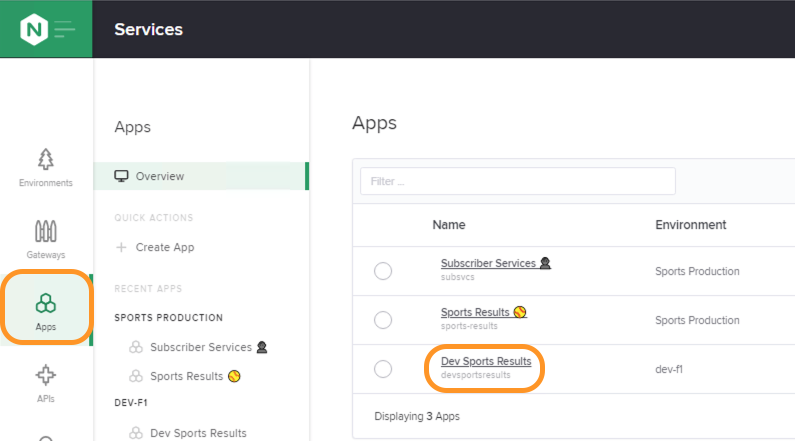 N
Services
Environments
Gateways
Apps
APIs
Apps
Overview
QUICK ACTIONS
+ Create App
RECENT APPS
SPORTS PRODUCTION
Subscriber Services
Sports Results
DEV-F1
Dev Sports Results
Apps
Filter ...
Name Environment
Subscriber Services Sports Production
subsvcs
Sports Results Sports Production
sports-results
Dev Sports Results dev-f1
devsportsresults
Displaying 3 Apps